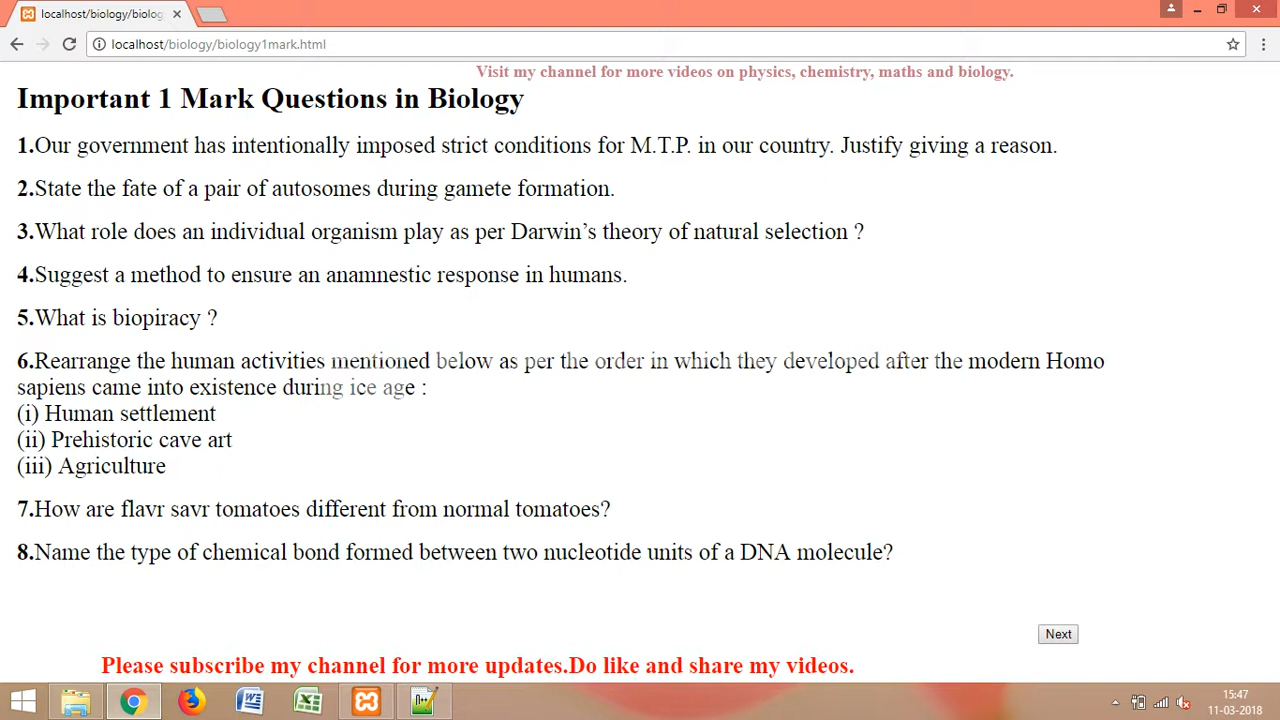 localhost/biology/biolog
localhost/biology/biology1mark.html
Visit my channel for more videos on physics, chemistry, maths and biology.
Important 1 Mark Questions in Biology
1.Our government has intentionally imposed strict conditions for M.T.P. in our country. Justify giving a reason.
2.State the fate of a pair of autosomes during gamete formation.
3.What role does an individual organism play as per Darwin’s theory of natural selection ?
4.Suggest a method to ensure an anamnestic response in humans.
5.What is biopiracy ?
6.Rearrange the human activities mentioned below as per the order in which they developed after the modern Homo
sapiens came into existence during ice age :
(i) Human settlement
(ii) Prehistoric cave art
(iii) Agriculture
7.How are flavr savr tomatoes different from normal tomatoes?
8.Name the type of chemical bond formed between two nucleotide units of a DNA molecule?
Next
Please subscribe my channel for more updates.Do like and share my videos.
15:47
11-03-2018